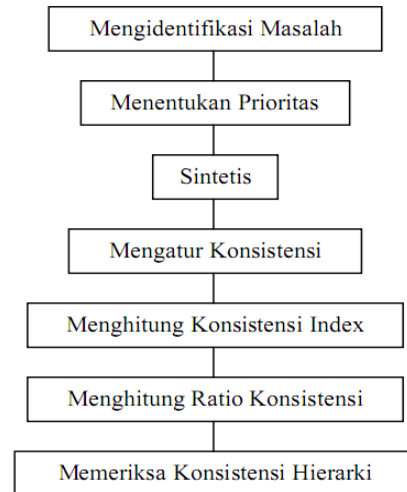 Mengidentifikasi Masalah
Menentukan Prioritas
Sintetis
Mengatur Konsistensi
Menghitung Konsistensi Index
Menghitung Ratio Konsistensi
Memeriksa Konsistensi Hierarki